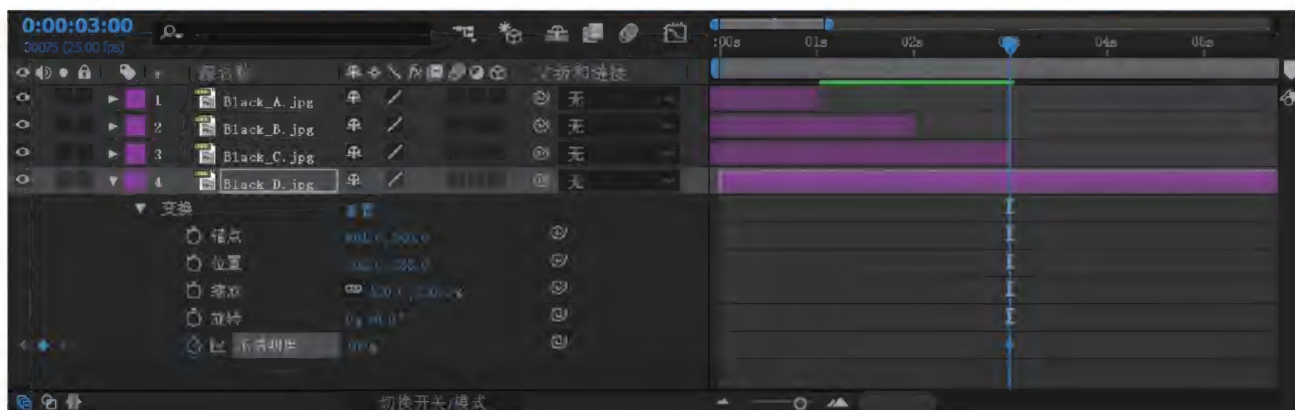 0:00:03:00
00075 (25.00 fps)
:00s 01s 02s 04s 05s
源名称 父级和链接
1 Black_A.jpg 无
2 Black_B.jpg 无
3 Black_C.jpg 无
4 Black_D.jpg 无
变换 重置
锚点
位置
缩放
旋转
不透明度
切换开关/模式